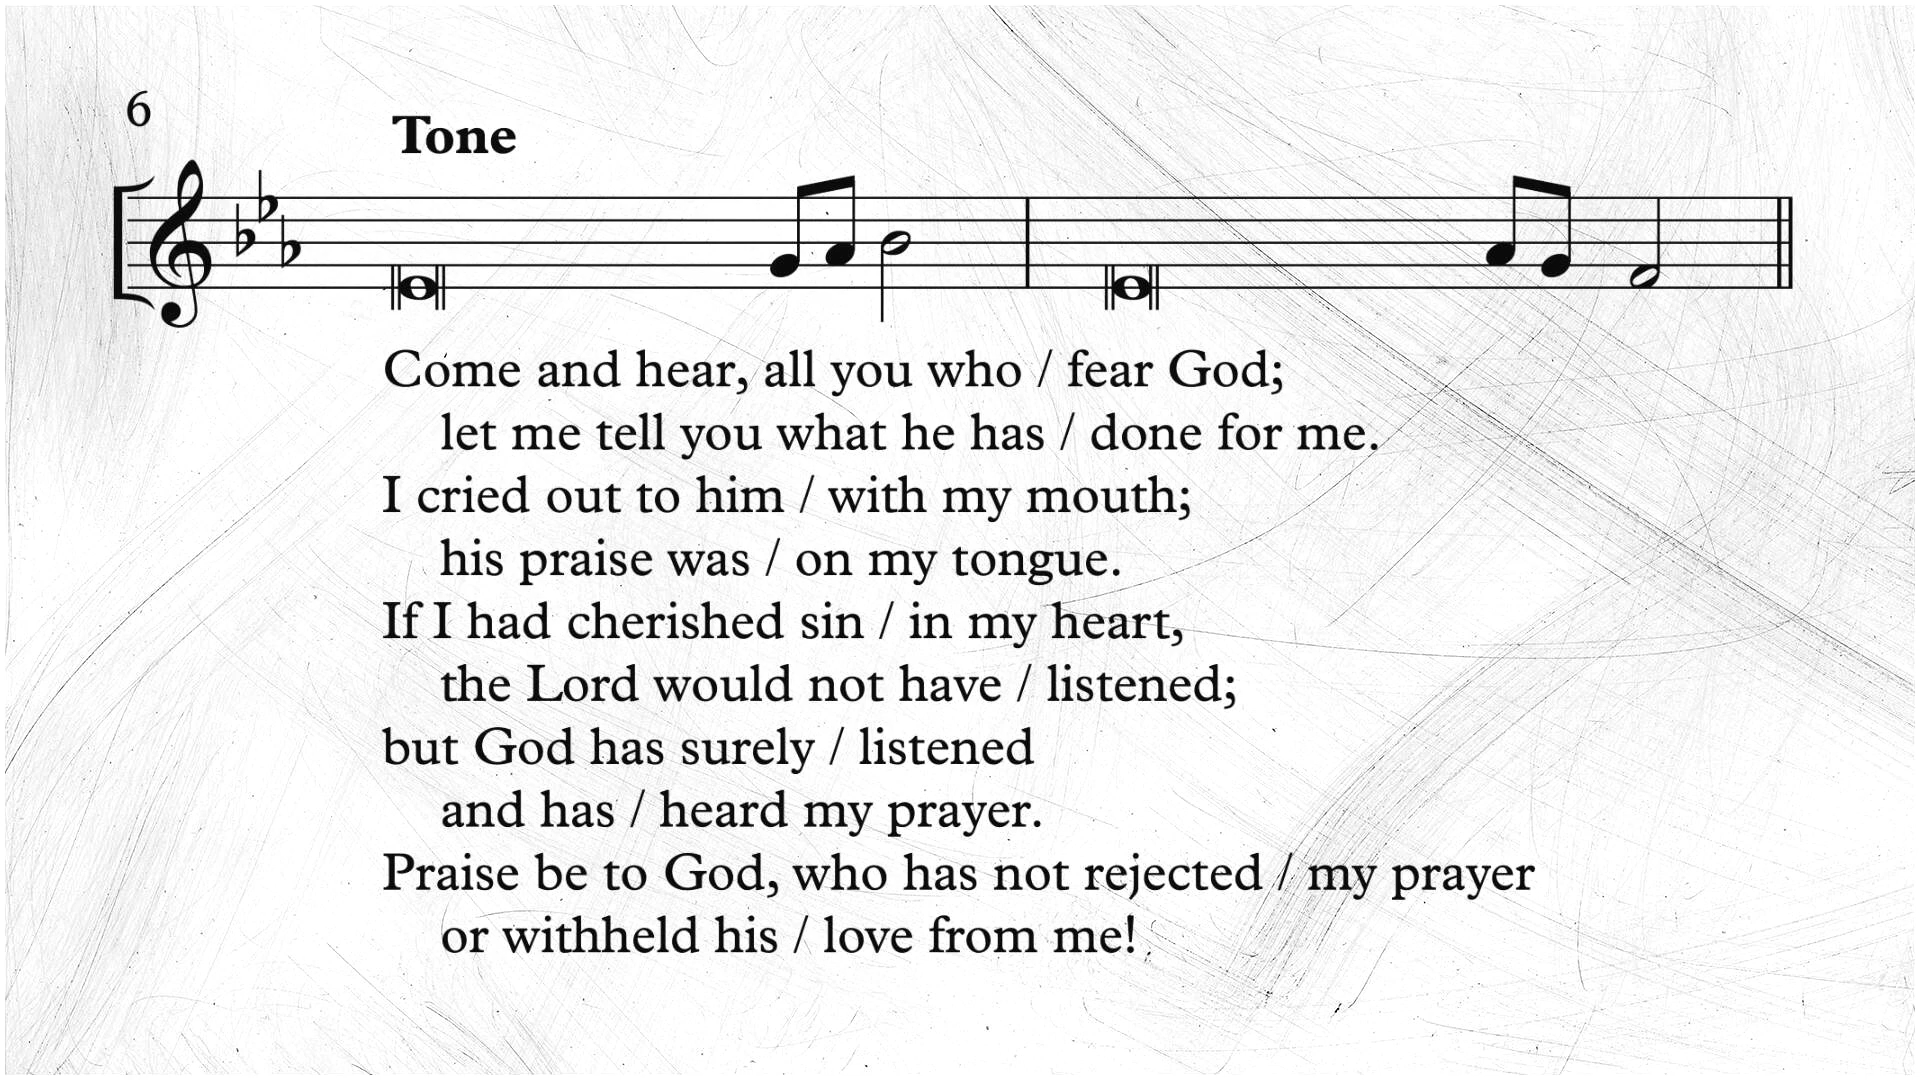 6
Tone
Come and hear, all you who / fear God;
let me tell you what he has / done for me.
I cried out to him / with my mouth;
his praise was / on my tongue.
If I had cherished sin / in my heart,
the Lord would not have / listened;
but God has surely / listened
and has / heard my prayer.
Praise be to God, who has not rejected / my prayer
or withheld his / love from me!